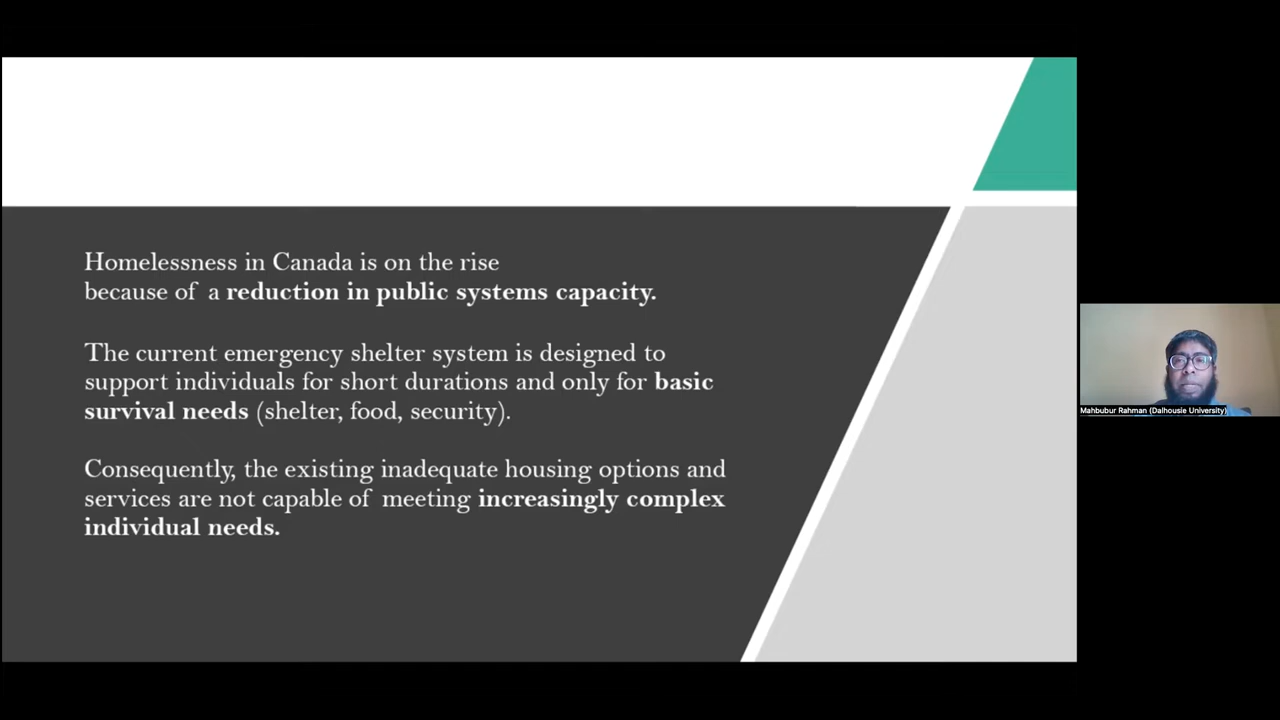 Homelessness in Canada is on the rise
because of a reduction in public systems capacity.
The current emergency shelter system is designed to
support individuals for short durations and only for basic
survival needs (shelter, food, security).
Consequently, the existing inadequate housing options and
services are not capable of meeting increasingly complex
individual needs.
Mahbubur Rahman (Dalhousie University)